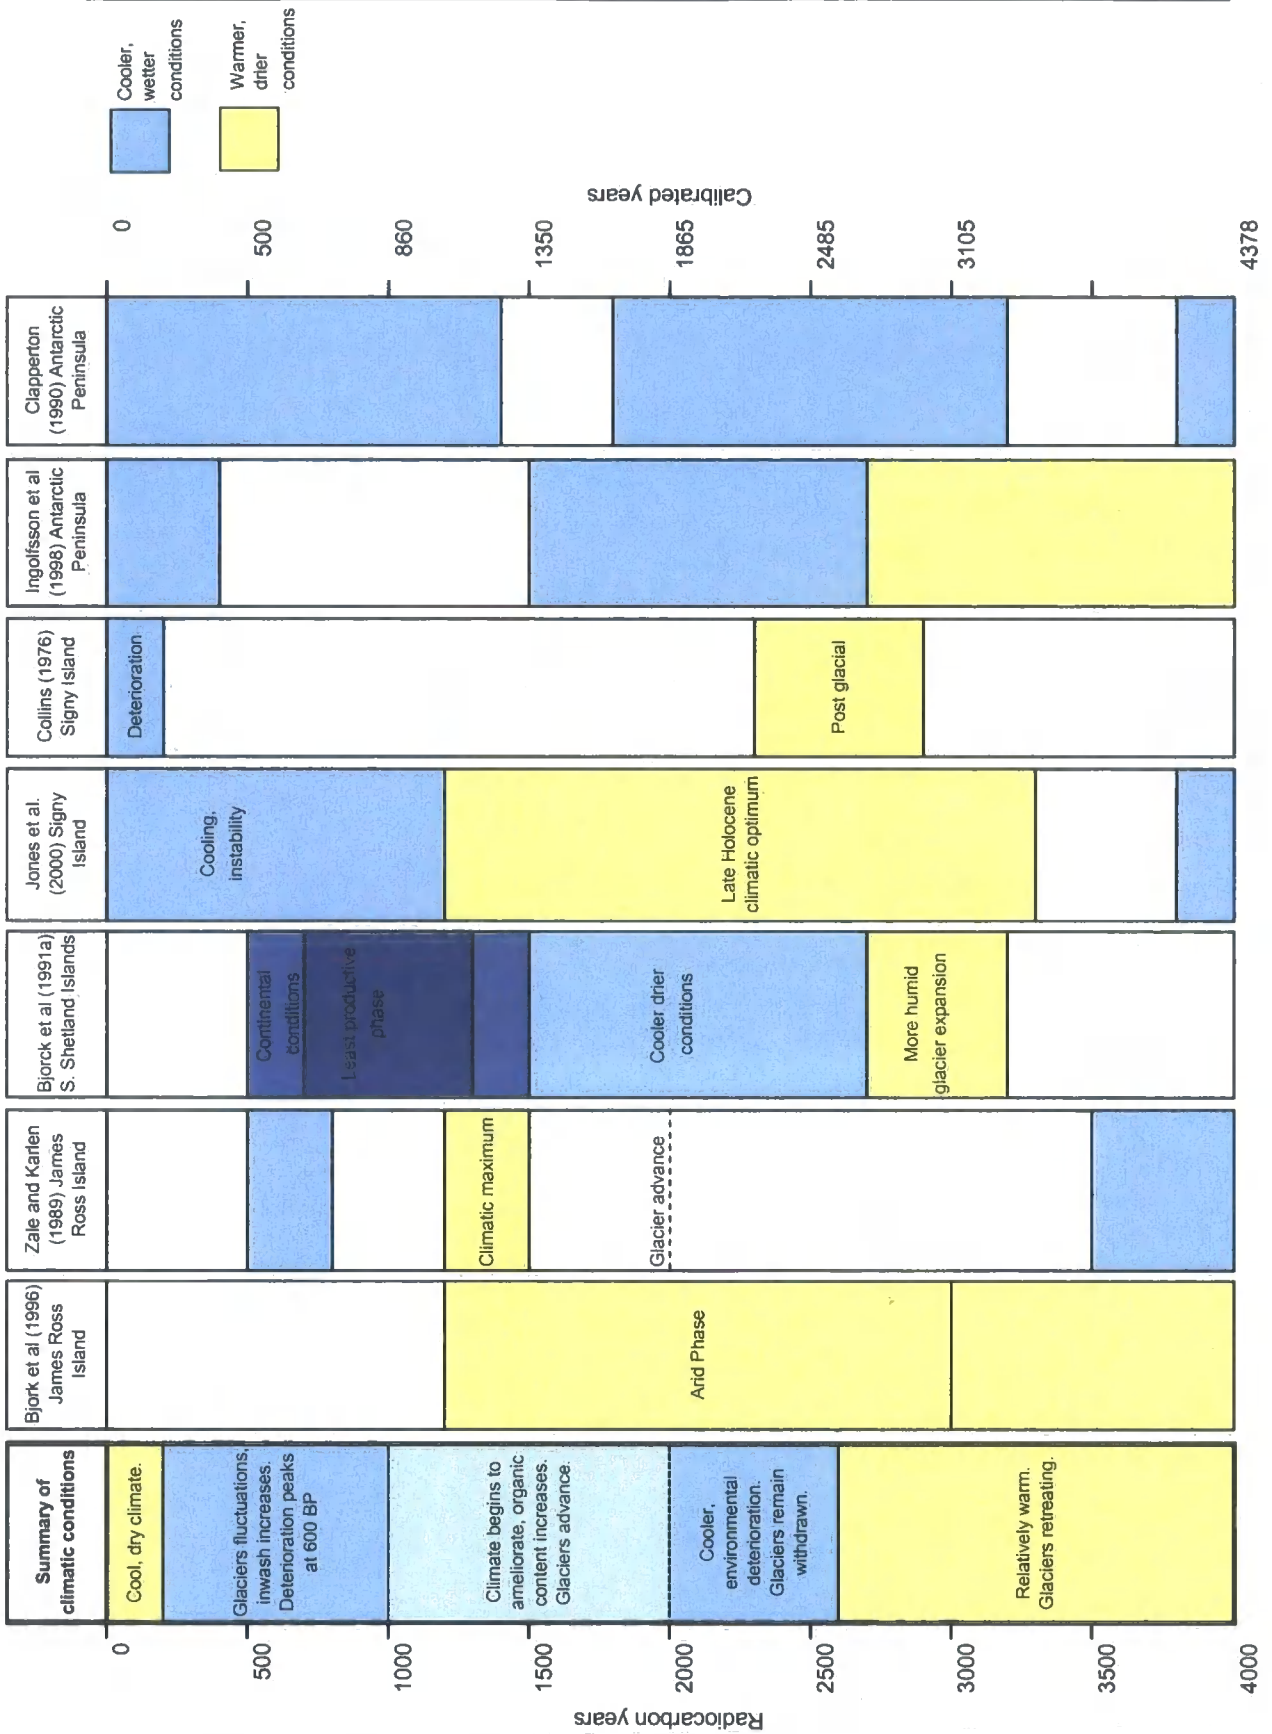 Summary of
climatic conditions
Cool, dry climate.
Glaciers fluctuations,
inwash increases.
Deterioration peaks
at 600 BP
Climate begins to
ameliorate, organic
content increases.
Glaciers advance.
Cooler,
environmental
deterioration.
Glaciers remain
withdrawn.
Relatively warm.
Glaciers retreating.
Bjork et al (1996)
James Ross
Island
Arid Phase
Zale and Karlen
(1989) James
Ross Island
Climatic maximum
Glacier advance
Bjorck et al (1991a)
S. Shetland Islands
Continental
conditions
Least productive
phase
Cooler drier
conditions
More humid
glacier expansion
Jones et al.
(2000) Signy
Island
Cooling,
instability
Late Holocene
climatic optimum
Collins (1976)
Signy Island
Deterioration
Post glacial
Ingolfsson et al
(1998) Antarctic
Peninsula
Clapperton
(1990) Antarctic
Peninsula
Radiocarbon years
0
500
1000
1500
2000
2500
3000
3500
4000
Calibrated years
0
500
860
1350
1865
2485
3105
4378
Cooler,
wetter
conditions
Warmer,
drier
conditions